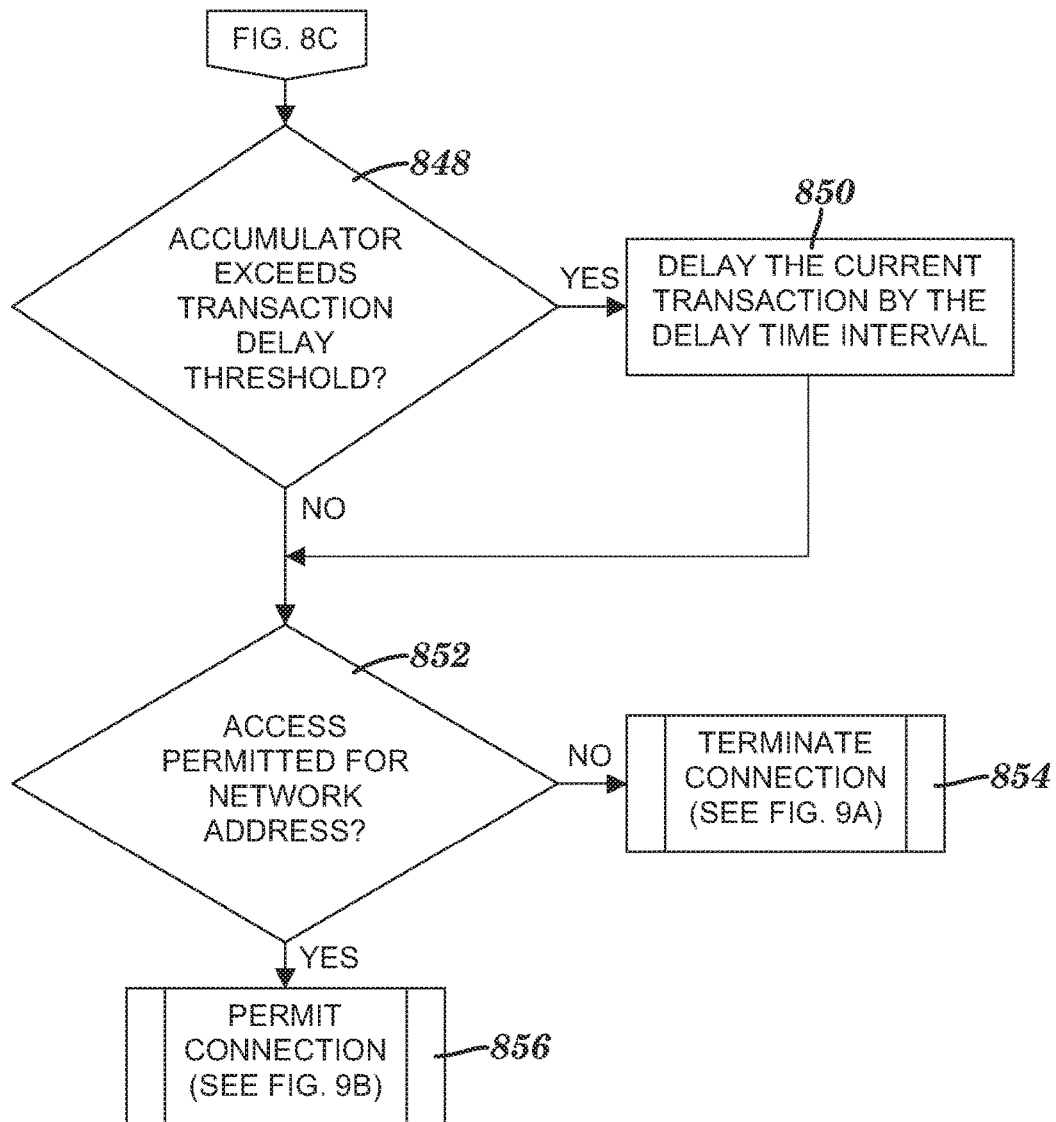 FIG. 8C
848
ACCUMULATOR
EXCEEDS
TRANSACTION
DELAY
THRESHOLD?
YES
850
DELAY THE CURRENT
TRANSACTION BY THE
DELAY TIME INTERVAL
NO
852
ACCESS
PERMITTED FOR
NETWORK
ADDRESS?
NO
TERMINATE
CONNECTION
(SEE FIG. 9A)
854
YES
PERMIT
CONNECTION
(SEE FIG. 9B)
856